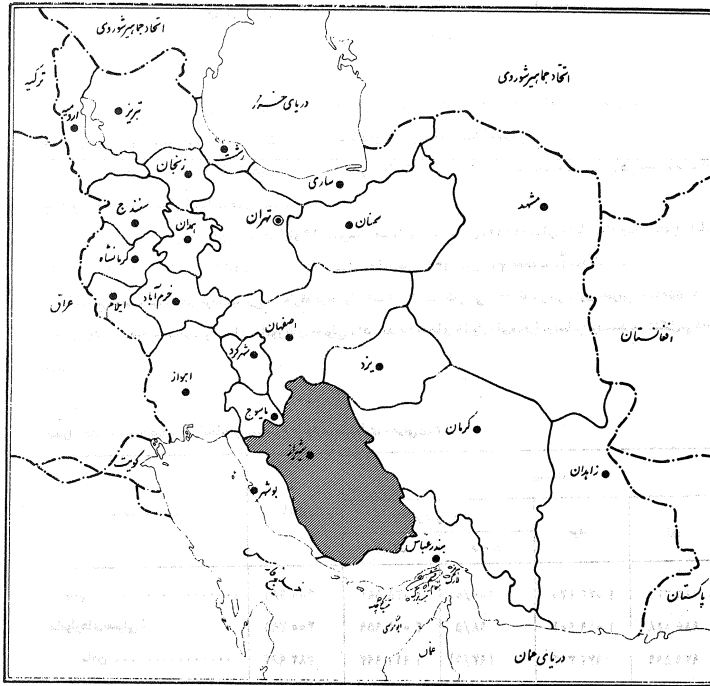 اتحاد جماهیر شوروی
اتحاد جماهیر شوروی
ترکیه
دریای خزر
تبریز
ارومیه
رشت
زنجان
ساری
مشهد
سنندج
همدان
تهران
سمنان
کرمانشاه
ایلام
خرم‌آباد
عراق
اصفهان
افغانستان
شهرکرد
یزد
اهواز
یاسوج
کرمان
شیراز
کویت
بوشهر
زاهدان
بندرعباس
پاکستان
ابوظبی
عمان
دریای عمان